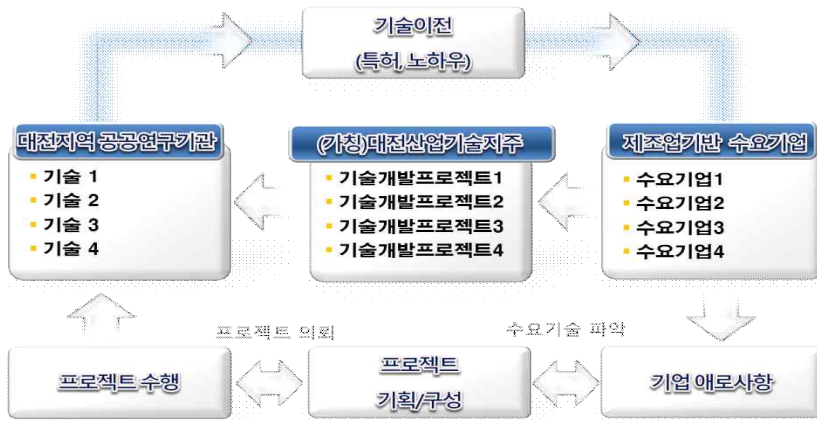 기술이전
(특허, 노하우)
대전지역 공공연구기관
(가칭)대전산업기술지주
제조업기반 수요기업
기술 1
기술 2
기술 3
기술 4
기술개발프로젝트1
기술개발프로젝트2
기술개발프로젝트3
기술개발프로젝트4
수요기업1
수요기업2
수요기업3
수요기업4
프로젝트 의뢰
수요기술 파악
프로젝트 수행
프로젝트
기획/구성
기업 애로사항